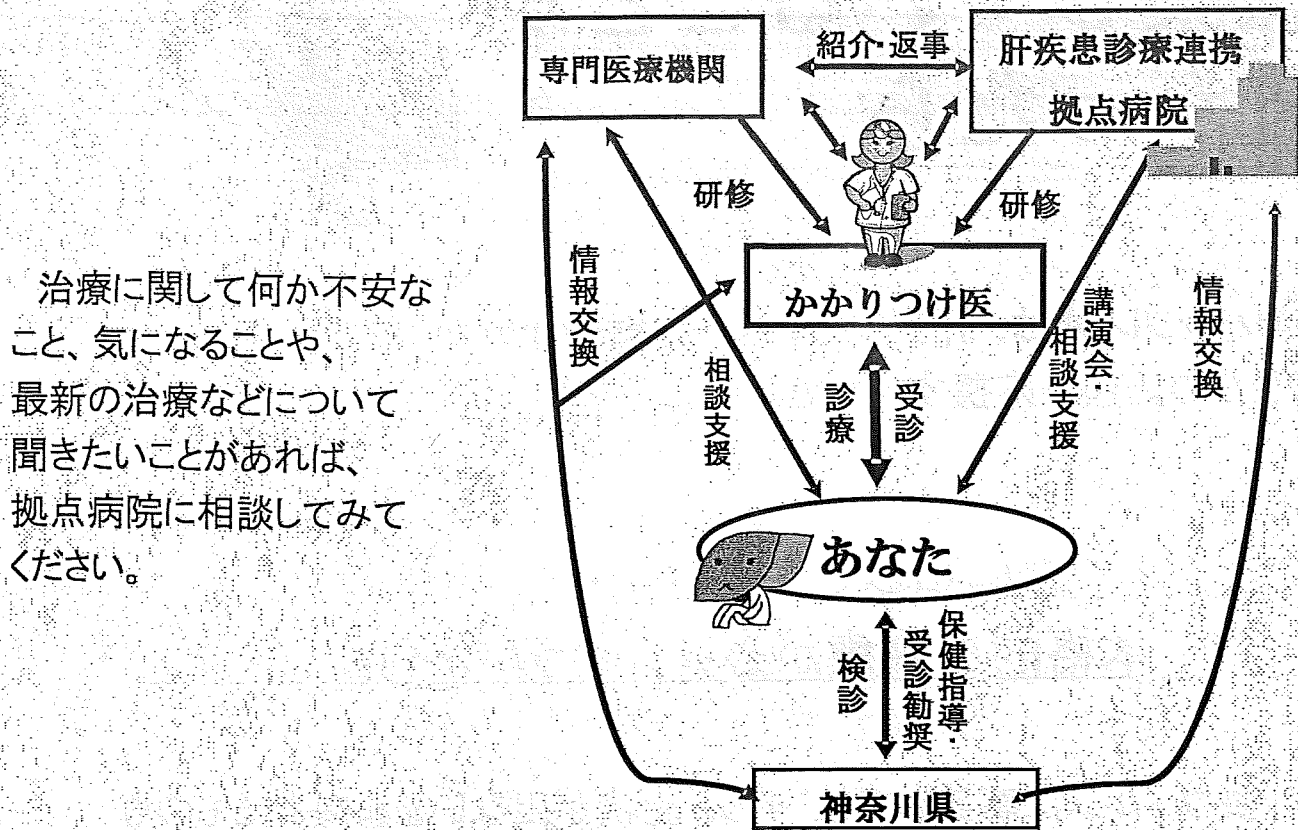 専門医療機関
紹介・返事
肝疾患診療連携
拠点病院
研修
研修
かかりつけ医
情報交換
相談支援
診療
受診
講演会・
相談支援
情報交換
治療に関して何か不安な
こと、気になることや、
最新の治療などについて
聞きたいことがあれば、
拠点病院に相談してみて
ください。
あなた
検診
保健指導・
受診勧奨
神奈川県